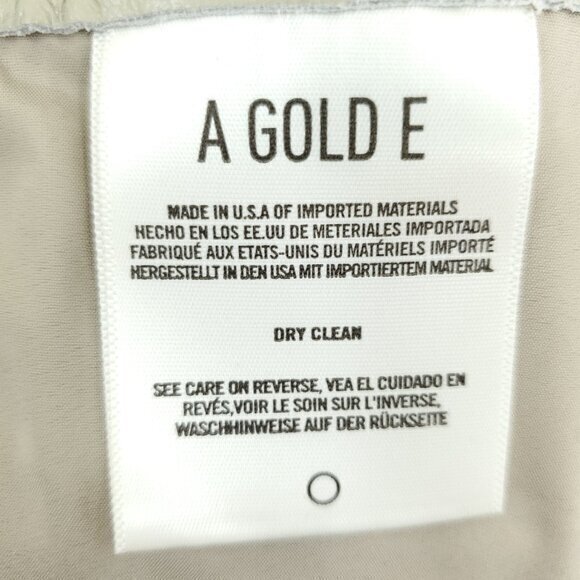 A GOLD E
MADE IN U.S.A OF IMPORTED MATERIALS
HECHO EN LOS EE.UU DE METERIALES IMPORTADA
FABRIQUÉ AUX ETATS-UNIS DU MATÉRIELS IMPORTÉ
HERGESTELLT IN DEN USA MIT IMPORTIERTEM MATERIAL
DRY CLEAN
SEE CARE ON REVERSE, VEA EL CUIDADO EN
REVÉS,VOIR LE SOIN SUR L'INVERSE,
WASCHHINWEISE AUF DER RÜCKSEITE